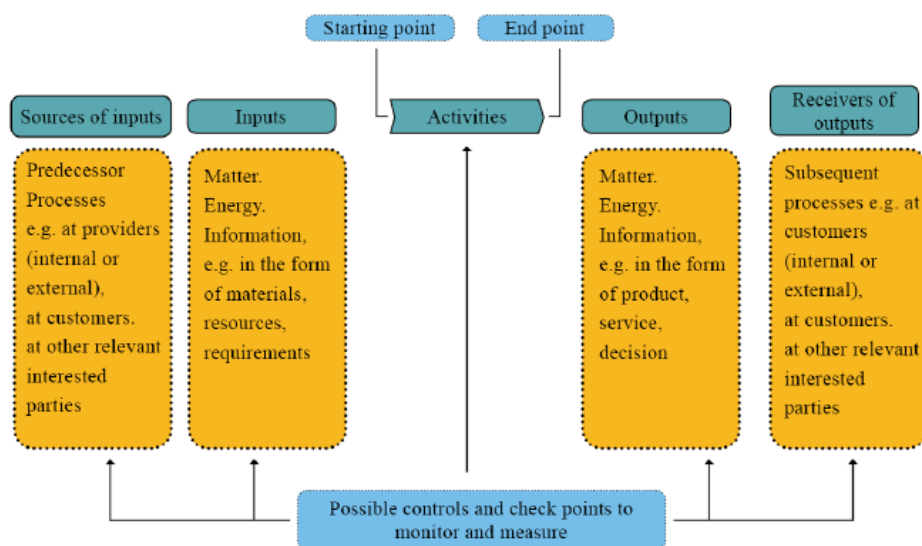 Starting point
End point
Sources of inputs
Inputs
Activities
Outputs
Receivers of
outputs
Predecessor
Processes
e.g. at providers
(internal or
external),
at customers.
at other relevant
interested
parties
Matter.
Energy.
Information,
e.g. in the form
of materials,
resources,
requirements
Matter.
Energy.
Information,
e.g. in the form
of product,
service,
decision
Subsequent
processes e.g. at
customers
(internal or
external),
at customers.
at other relevant
interested
parties
Possible controls and check points to
monitor and measure